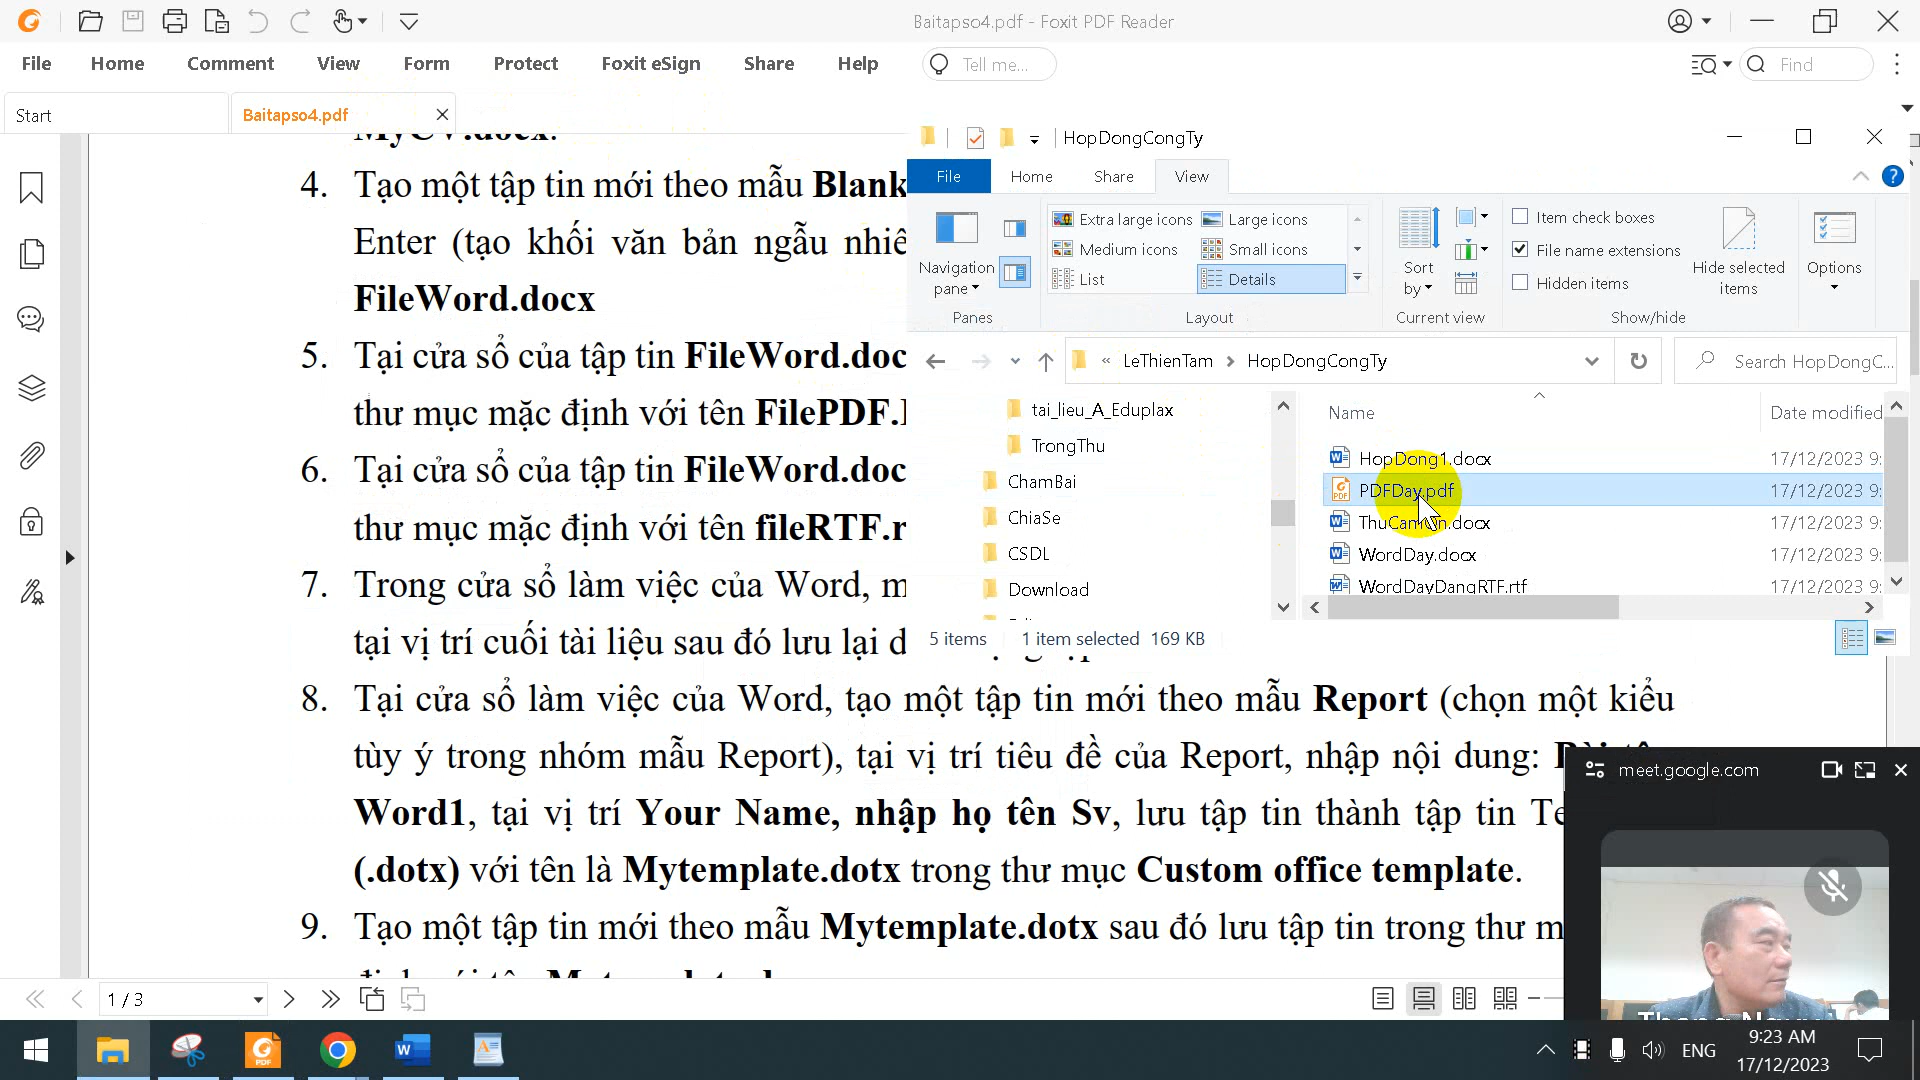 Baitapso4.pdf - Foxit PDF Reader
File Home Comment View Form Protect Foxit eSign Share Help Tell me... Find
Start Baitapso4.pdf
MyCV.docx.
4. Tạo một tập tin mới theo mẫu Blank
Enter (tạo khối văn bản ngẫu nhiê
FileWord.docx
5. Tại cửa sổ của tập tin FileWord.doc
thư mục mặc định với tên FilePDF.
6. Tại cửa sổ của tập tin FileWord.doc
thư mục mặc định với tên fileRTF.r
7. Trong cửa sổ làm việc của Word, m
tại vị trí cuối tài liệu sau đó lưu lại d
8. Tại cửa sổ làm việc của Word, tạo một tập tin mới theo mẫu Report (chọn một kiểu
tùy ý trong nhóm mẫu Report), tại vị trí tiêu đề của Report, nhập nội dung:
Word1, tại vị trí Your Name, nhập họ tên Sv, lưu tập tin thành tập tin Te
(.dotx) với tên là Mytemplate.dotx trong thư mục Custom office template.
9. Tạo một tập tin mới theo mẫu Mytemplate.dotx sau đó lưu tập tin trong thư m
1 / 3
HopDongCongTy
File Home Share View
Navigation pane
Panes
Extra large icons Large icons
Medium icons Small icons
List Details
Layout
Sort by
Current view
Item check boxes
File name extensions
Hidden items
Hide selected items
Show/hide
Options
« LeThienTam HopDongCongTy
Search HopDongC...
tai_lieu_A_Eduplax
TrongThu
ChamBai
ChiaSe
CSDL
Download
Name Date modified
HopDong1.docx 17/12/2023 9:
PDFDay.pdf 17/12/2023 9:
ThuCamOn.docx 17/12/2023 9:
WordDay.docx 17/12/2023 9:
WordDayDangRTF.rtf 17/12/2023 9:
5 items 1 item selected 169 KB
meet.google.com
ENG
9:23 AM
17/12/2023